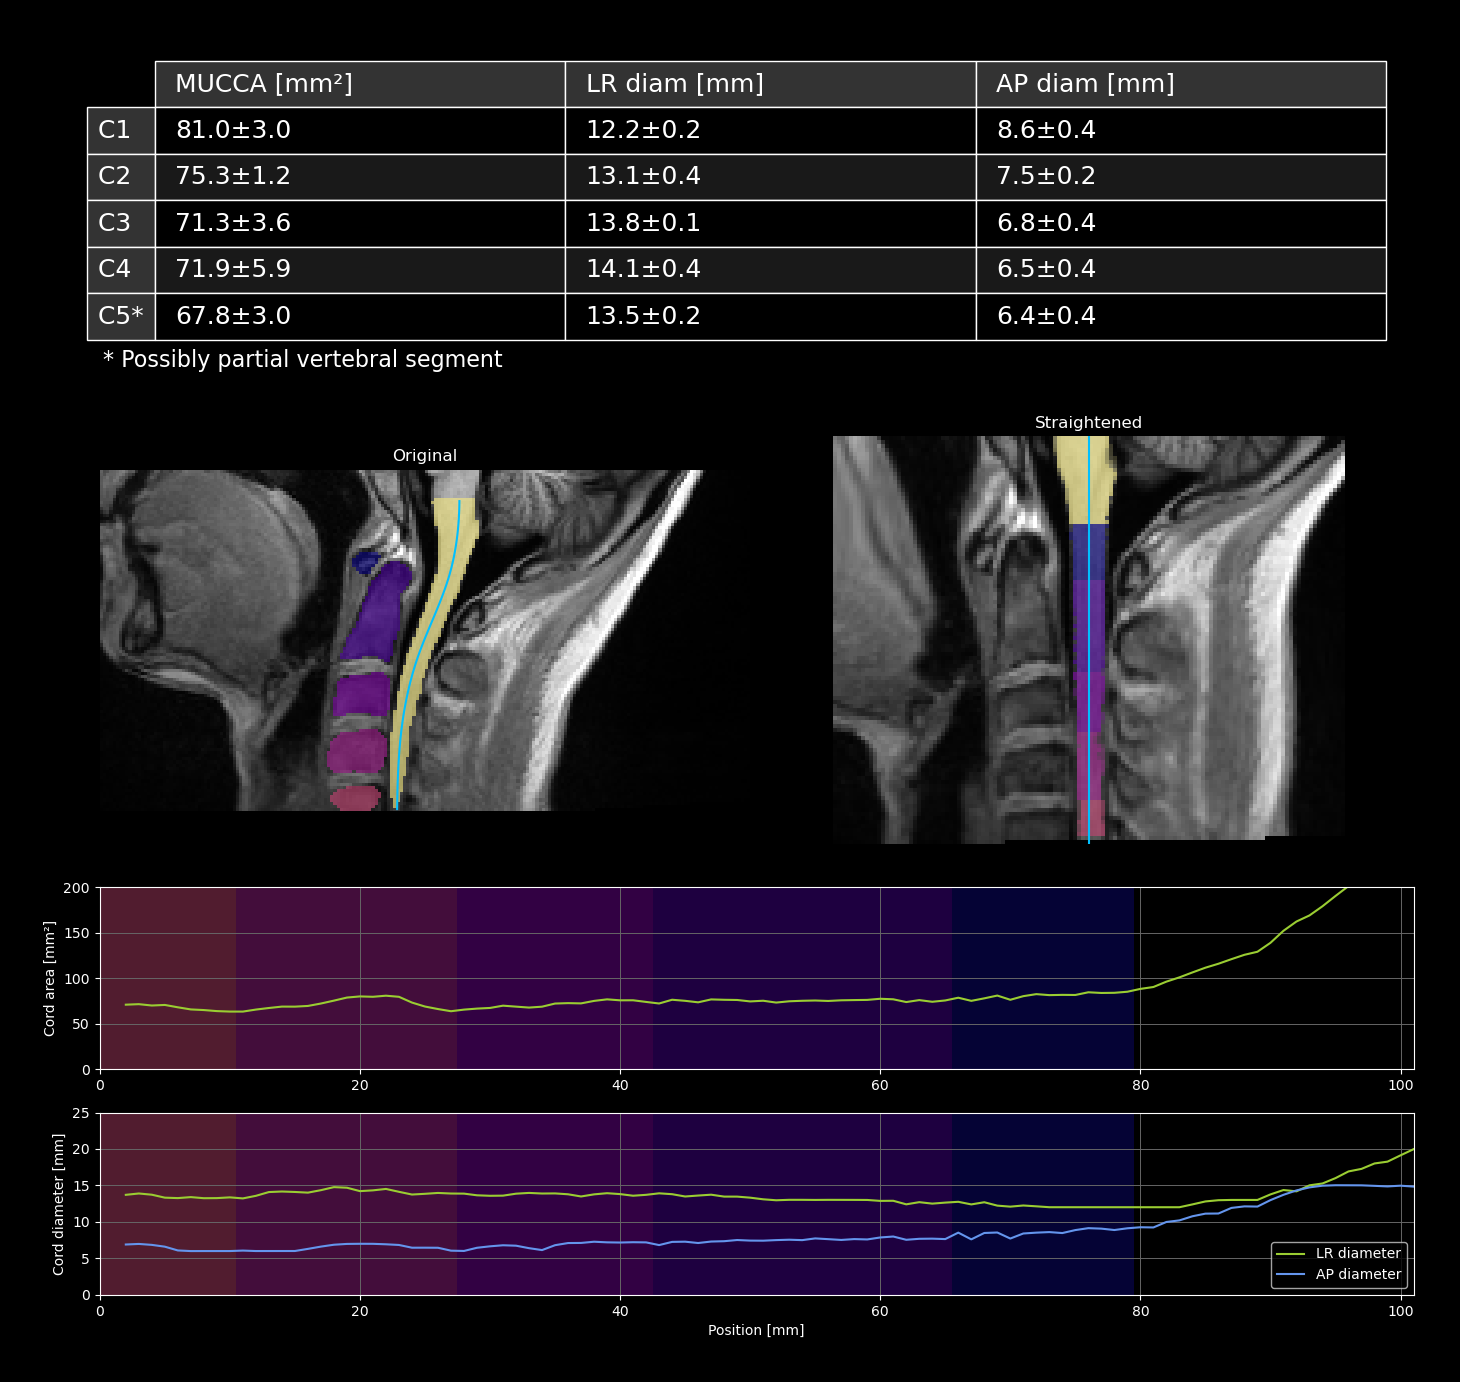 MUCCA [mm²] LR diam [mm] AP diam [mm]
C1 81.0±3.0 12.2±0.2 8.6±0.4
C2 75.3±1.2 13.1±0.4 7.5±0.2
C3 71.3±3.6 13.8±0.1 6.8±0.4
C4 71.9±5.9 14.1±0.4 6.5±0.4
C5* 67.8±3.0 13.5±0.2 6.4±0.4
* Possibly partial vertebral segment
Original
Straightened
Cord area [mm²]
200
150
100
50
0
0 20 40 60 80 100
Cord diameter [mm]
25
20
15
10
5
0
LR diameter
AP diameter
0 20 40 60 80 100
Position [mm]